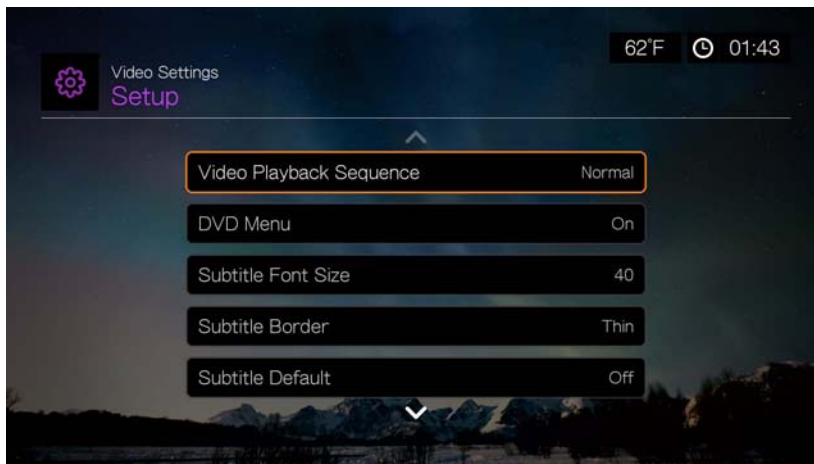 62°F 01:43
Video Settings
Setup
Video Playback Sequence Normal
DVD Menu On
Subtitle Font Size 40
Subtitle Border Thin
Subtitle Default Off